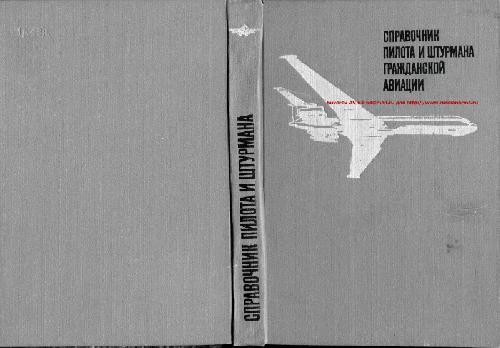 СПРАВОЧНИК
ПИЛОТА И ШТУРМАНА
ГРАЖДАНСКОЙ
АВИАЦИИ
СПРАВОЧНИК ПИЛОТА И ШТУРМАНА